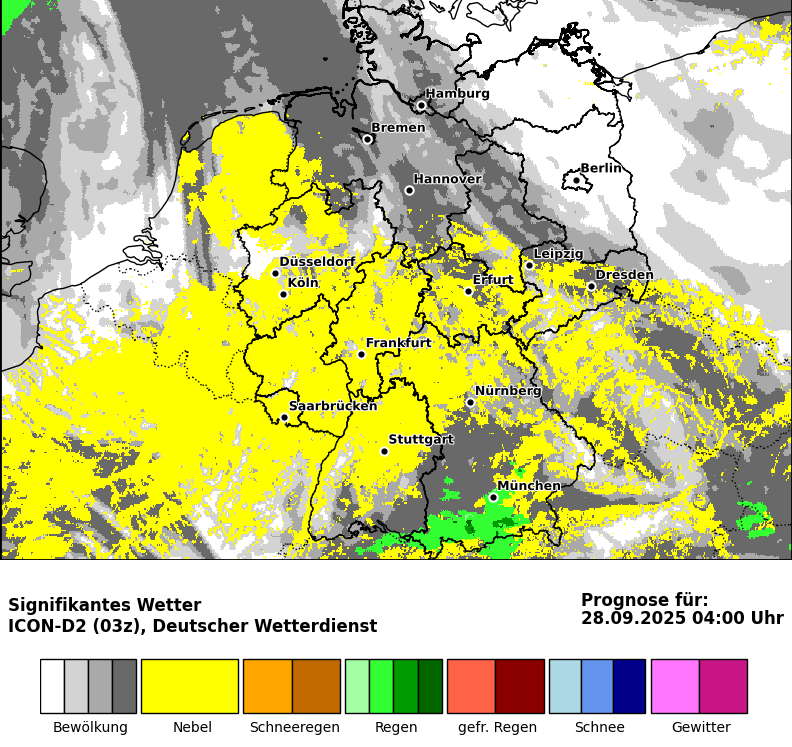 Hamburg
Bremen
Berlin
Hannover
Leipzig
Düsseldorf
Dresden
Köln
Erfurt
Frankfurt
Nürnberg
Saarbrücken
Stuttgart
München
Signifikantes Wetter
ICON-D2 (03z), Deutscher Wetterdienst
Prognose für:
28.09.2025 04:00 Uhr
Bewölkung
Nebel
Schneeregen
Regen
gefr. Regen
Schnee
Gewitter